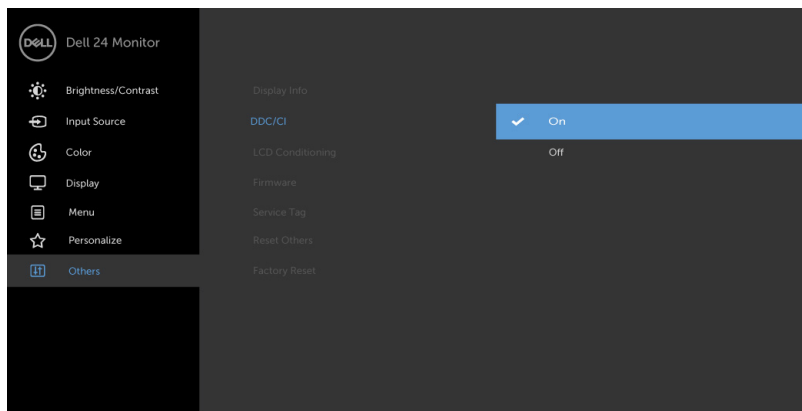 DELL
Dell 24 Monitor
Brightness/Contrast
Input Source
Color
Display
Menu
Personalize
Others
Display Info
DDC/CI
LCD Conditioning
Firmware
Service Tag
Reset Others
Factory Reset
On
Off